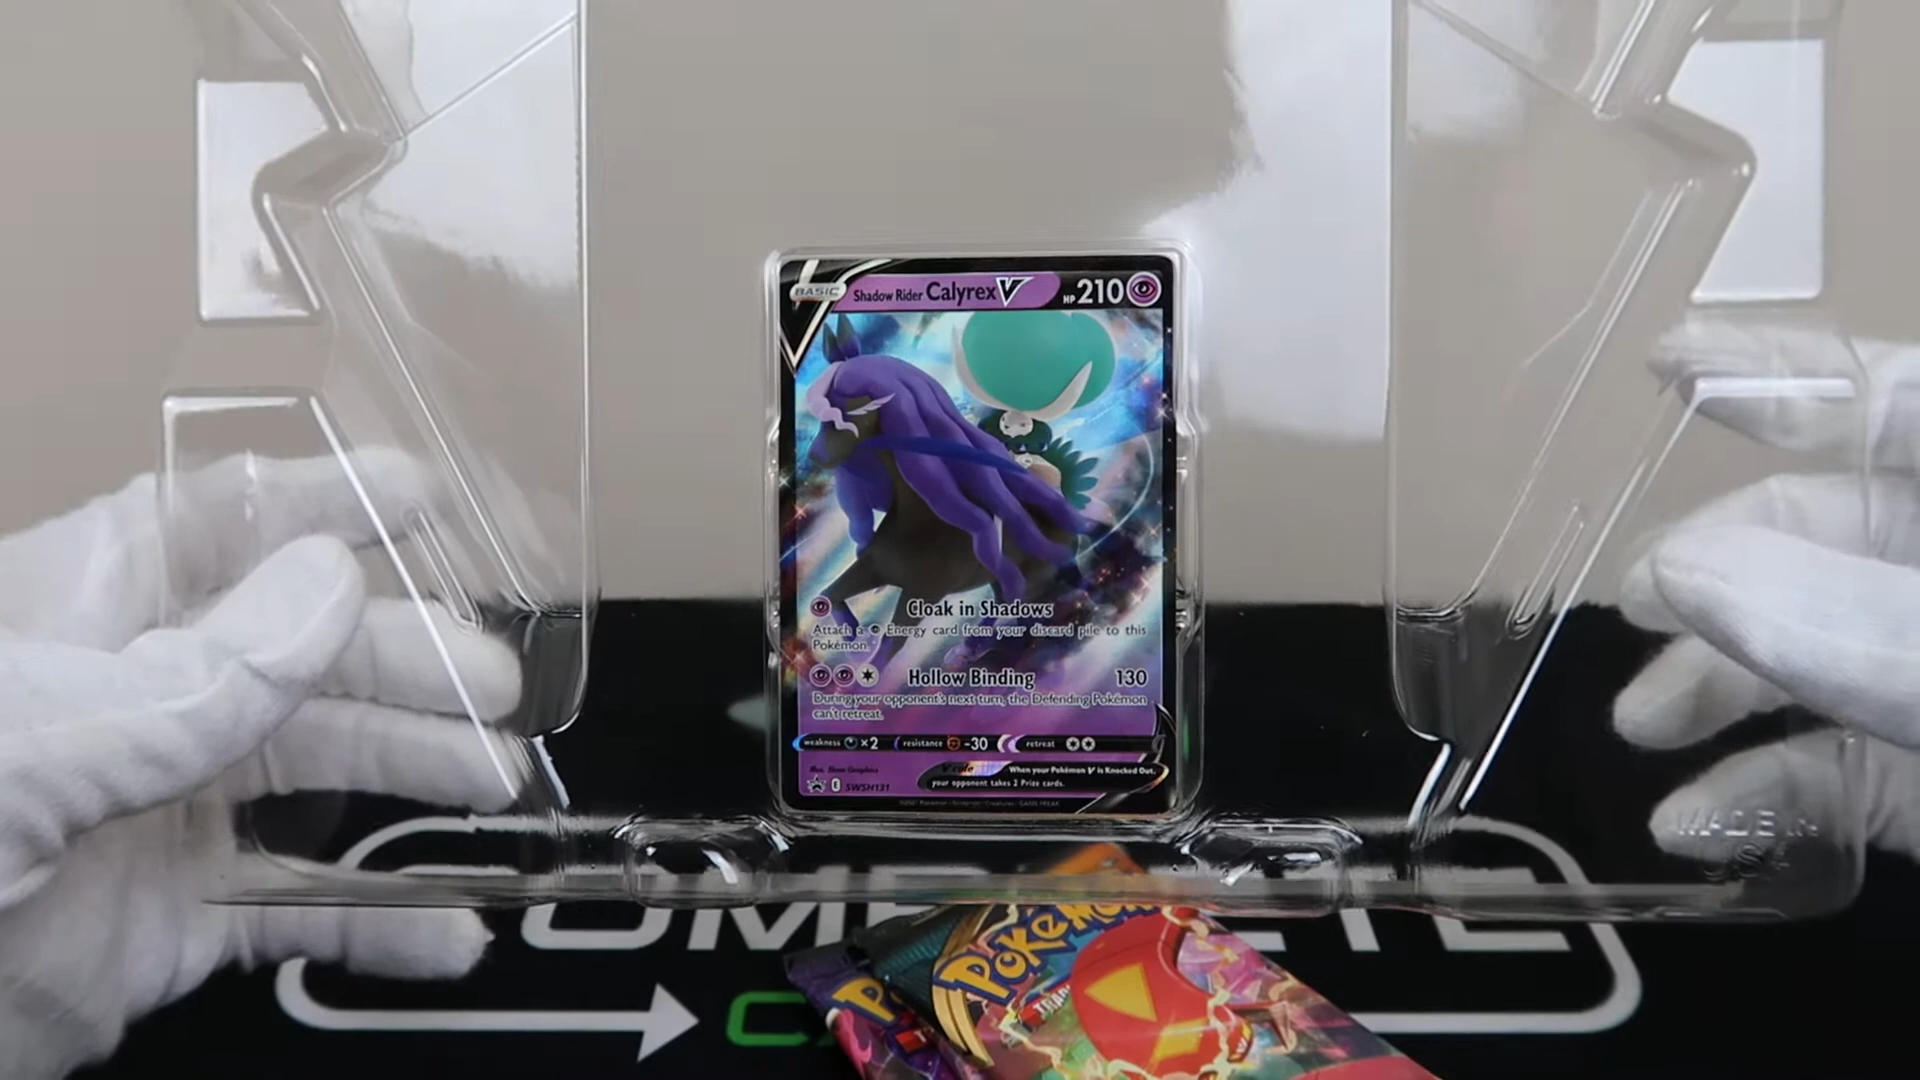 BASIC
Shadow Rider Calyrex V HP 210
Cloak in Shadows
Attach a Energy card from your discard pile to this
Pokémon.
Hollow Binding 130
During your opponent's next turn, the Defending Pokémon
can't retreat.
weakness ×2 resistance -30 retreat
V rule When your Pokémon V is Knocked Out,
your opponent takes 2 Prize cards.
SWSH131
MADE IN
Pokémon